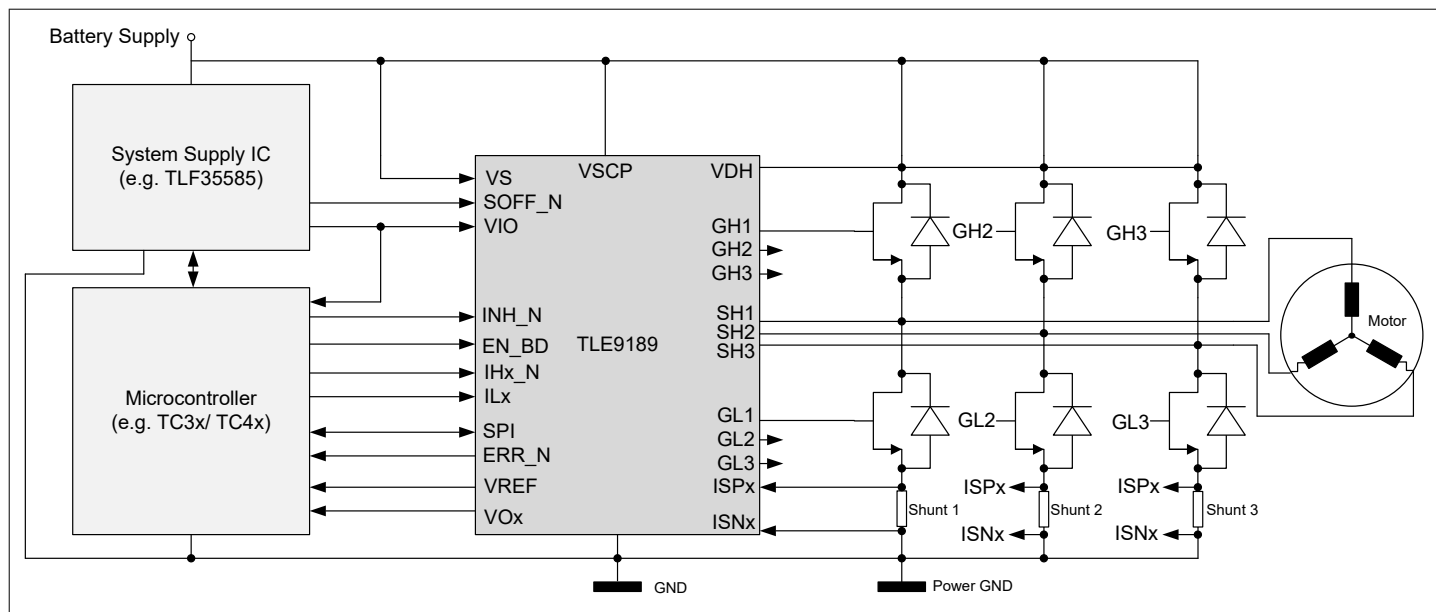 Battery Supply
System Supply IC
(e.g. TLF35585)
Microcontroller
(e.g. TC3x/ TC4x)
VSCP
VDH
VS
SOFF_N
VIO
GH1
GH2
GH3
INH_N
EN_BD
IHx_N
ILx
SPI
ERR_N
VREF
VOx
TLE9189
SH1
SH2
SH3
GL1
GL2
GL3
ISPx
ISNx
GH2
GH3
GL2
GL3
ISPx
ISPx
Shunt 1
Shunt 2
Shunt 3
ISNx
ISNx
Motor
GND
Power GND